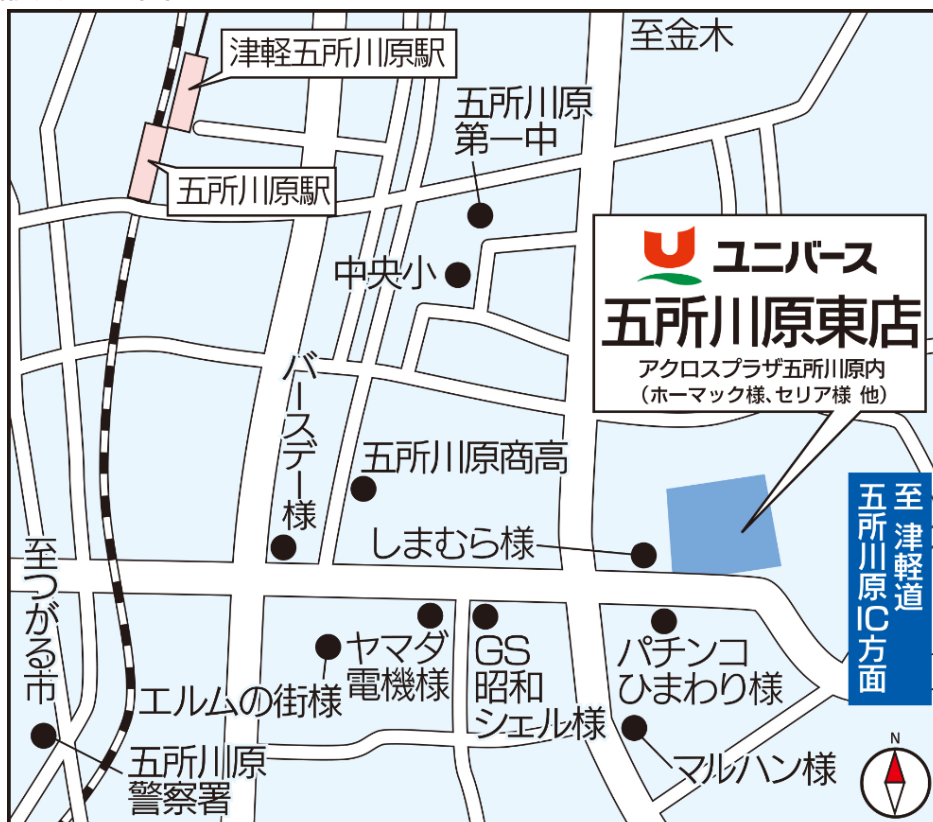 至金木
津軽五所川原駅
五所川原
第一中
五所川原駅
ユニバース
五所川原東店
アクロスプラザ五所川原内
(ホーマック様、セリア様 他)
中央小
バースデー様
五所川原商高
しまむら様
至 津軽道
五所川原IC方面
至つがる市
ヤマダ
電機様
GS
昭和
シェル様
パチンコ
ひまわり様
エルムの街様
マルハン様
五所川原
警察署
N